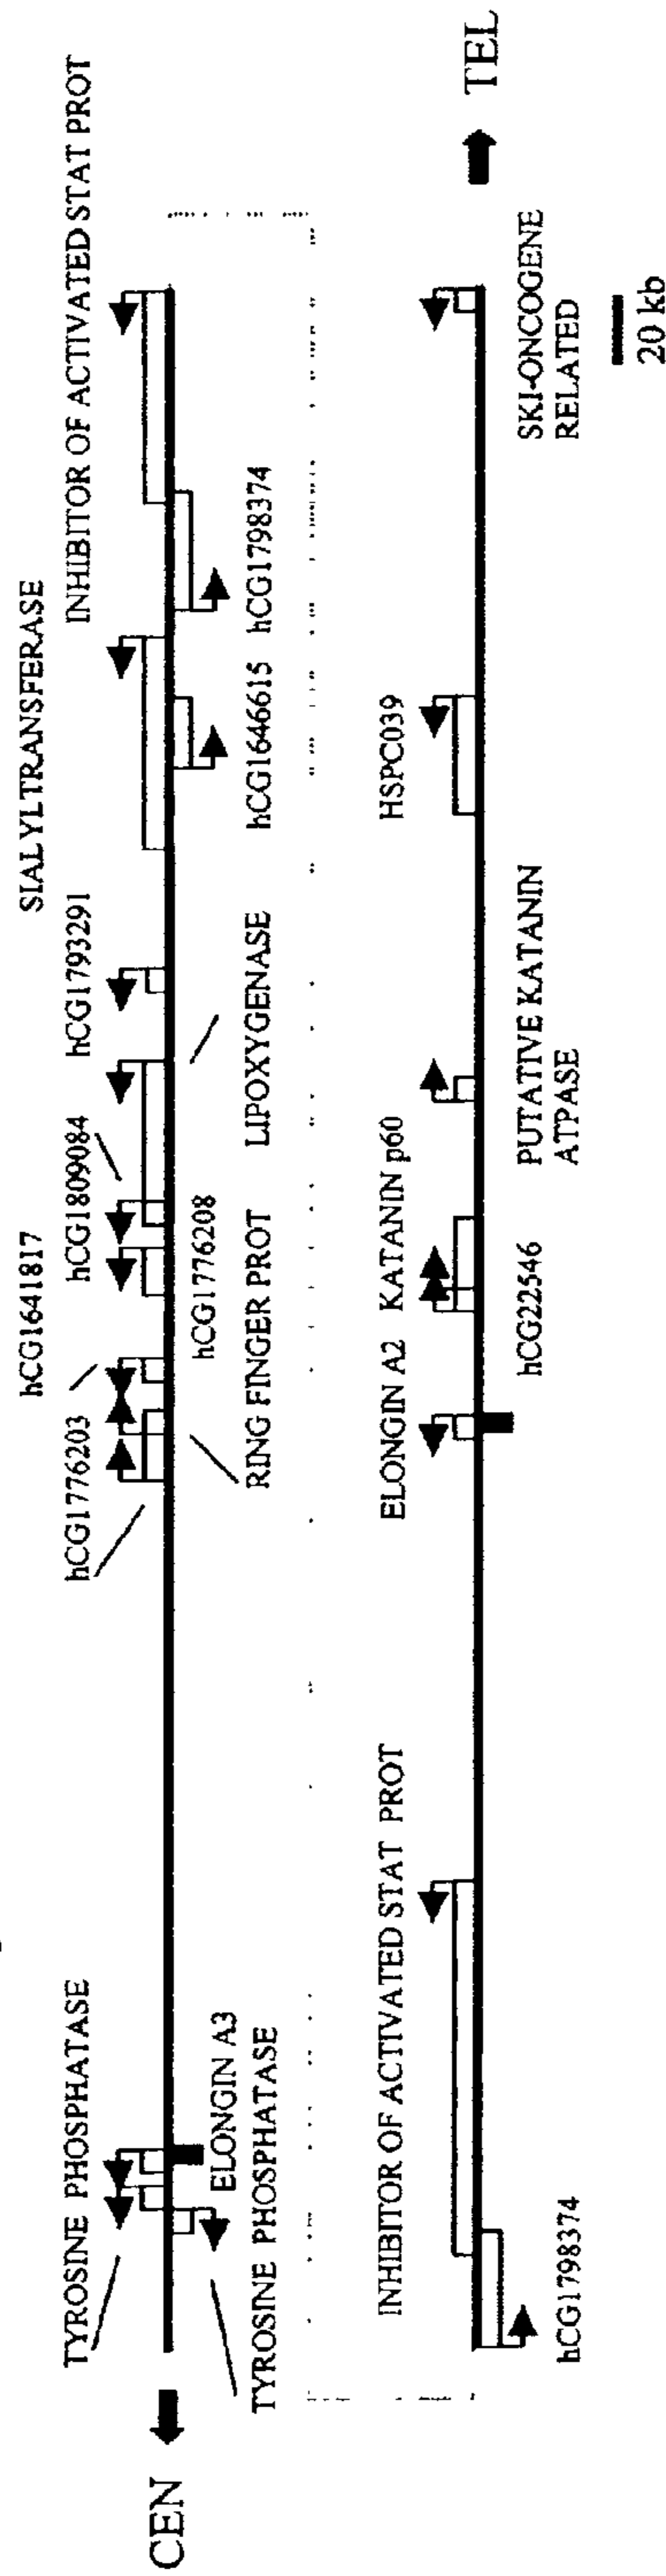 CEN
TYROSINE PHOSPHATASE
TYROSINE PHOSPHATASE
ELONGIN A3
hCG1776203
hCG1641817
RING FINGER PROT
hCG1776208
hCG1809084
LIPOXYGENASE
hCG1793291
SIALYLTRANSFERASE
hCG1646615
hCG1798374
INHIBITOR OF ACTIVATED STAT PROT
hCG1798374
INHIBITOR OF ACTIVATED STAT PROT
ELONGIN A2
KATANIN p60
hCG22546
PUTATIVE KATANIN
ATPASE
HSPC039
SKI-ONCOGENE
RELATED
TEL
20 kb